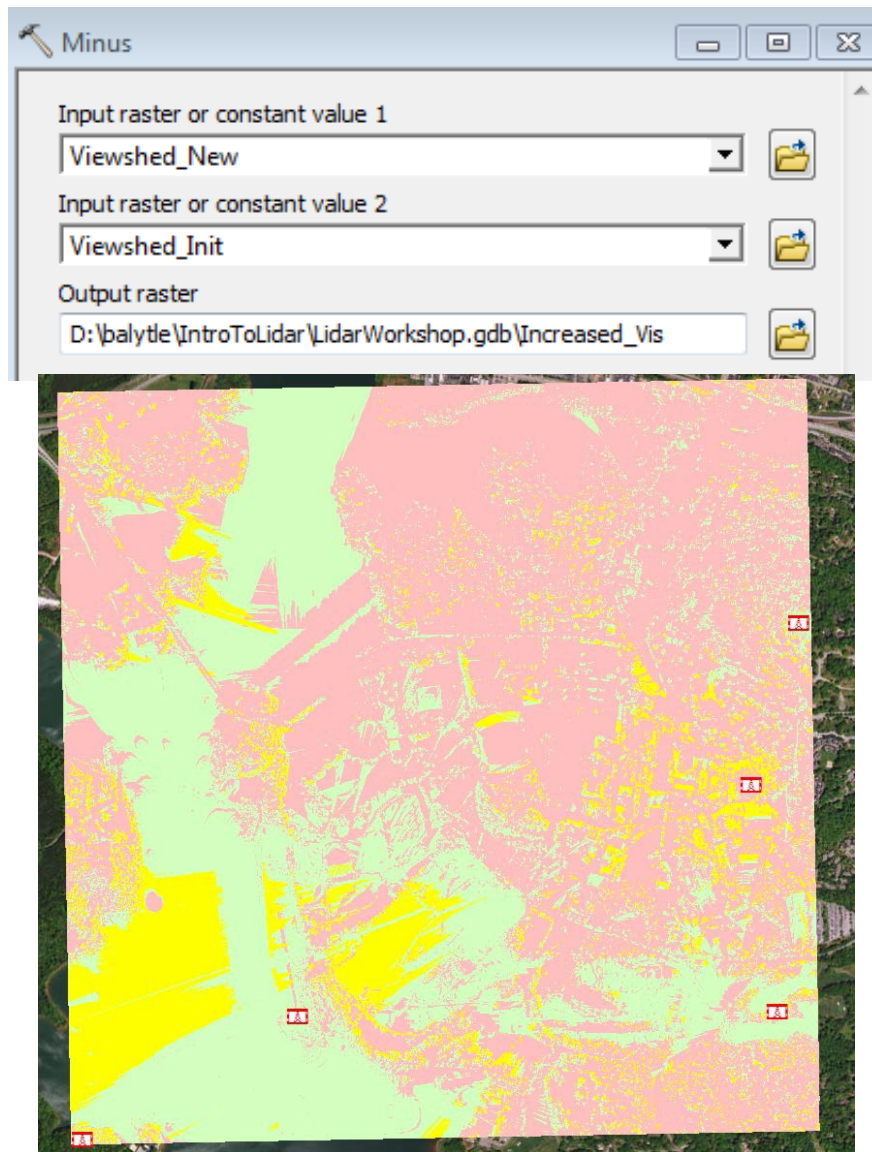 Minus
Input raster or constant value 1
Viewshed_New
Input raster or constant value 2
Viewshed_Init
Output raster
D:\balytle\IntroToLidar\LidarWorkshop.gdb\Increased_Vis